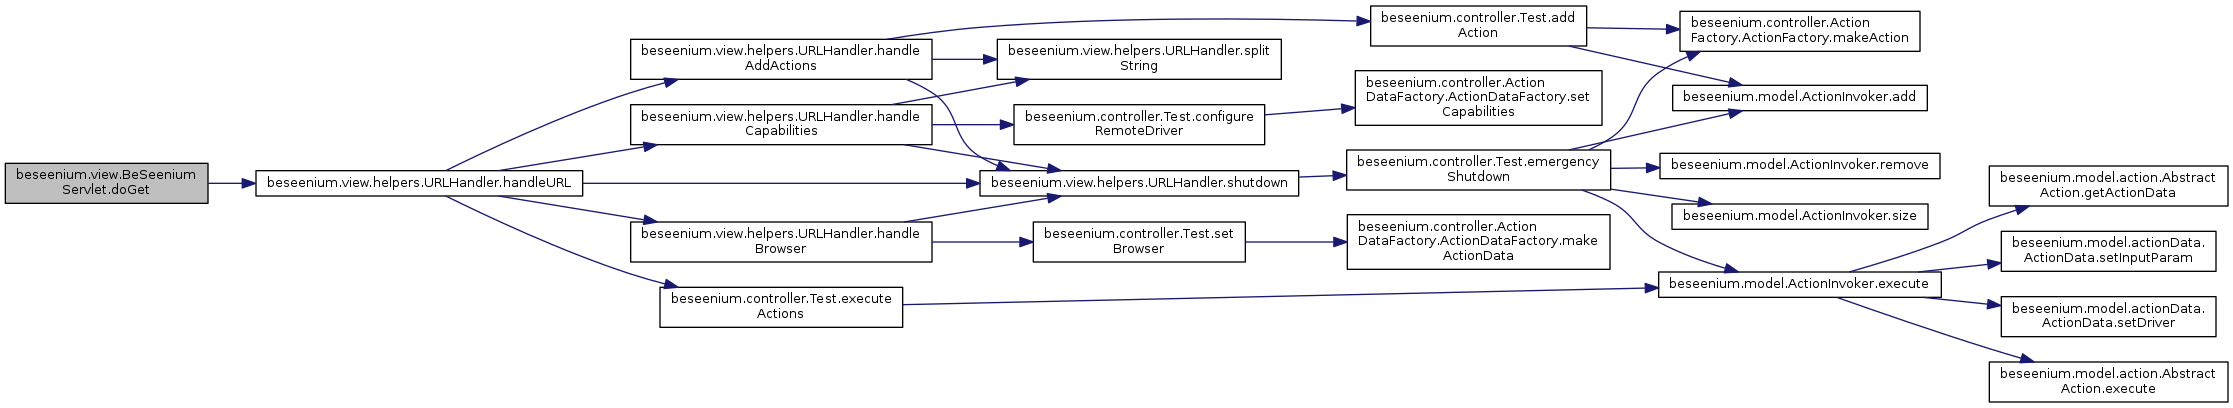 beseenium.view.BeSeenium
Servlet.doGet
beseenium.view.helpers.URLHandler.handleURL
beseenium.view.helpers.URLHandler.handle
AddActions
beseenium.view.helpers.URLHandler.handle
Capabilities
beseenium.view.helpers.URLHandler.handle
Browser
beseenium.controller.Test.execute
Actions
beseenium.view.helpers.URLHandler.split
String
beseenium.controller.Test.configure
RemoteDriver
beseenium.view.helpers.URLHandler.shutdown
beseenium.controller.Test.set
Browser
beseenium.controller.Test.add
Action
beseenium.controller.Action
DataFactory.ActionDataFactory.set
Capabilities
beseenium.controller.Test.emergency
Shutdown
beseenium.controller.Action
DataFactory.ActionDataFactory.make
ActionData
beseenium.controller.Action
Factory.ActionFactory.makeAction
beseenium.model.ActionInvoker.add
beseenium.model.ActionInvoker.remove
beseenium.model.ActionInvoker.size
beseenium.model.ActionInvoker.execute
beseenium.model.action.Abstract
Action.getActionData
beseenium.model.actionData.
ActionData.setInputParam
beseenium.model.actionData.
ActionData.setDriver
beseenium.model.action.Abstract
Action.execute